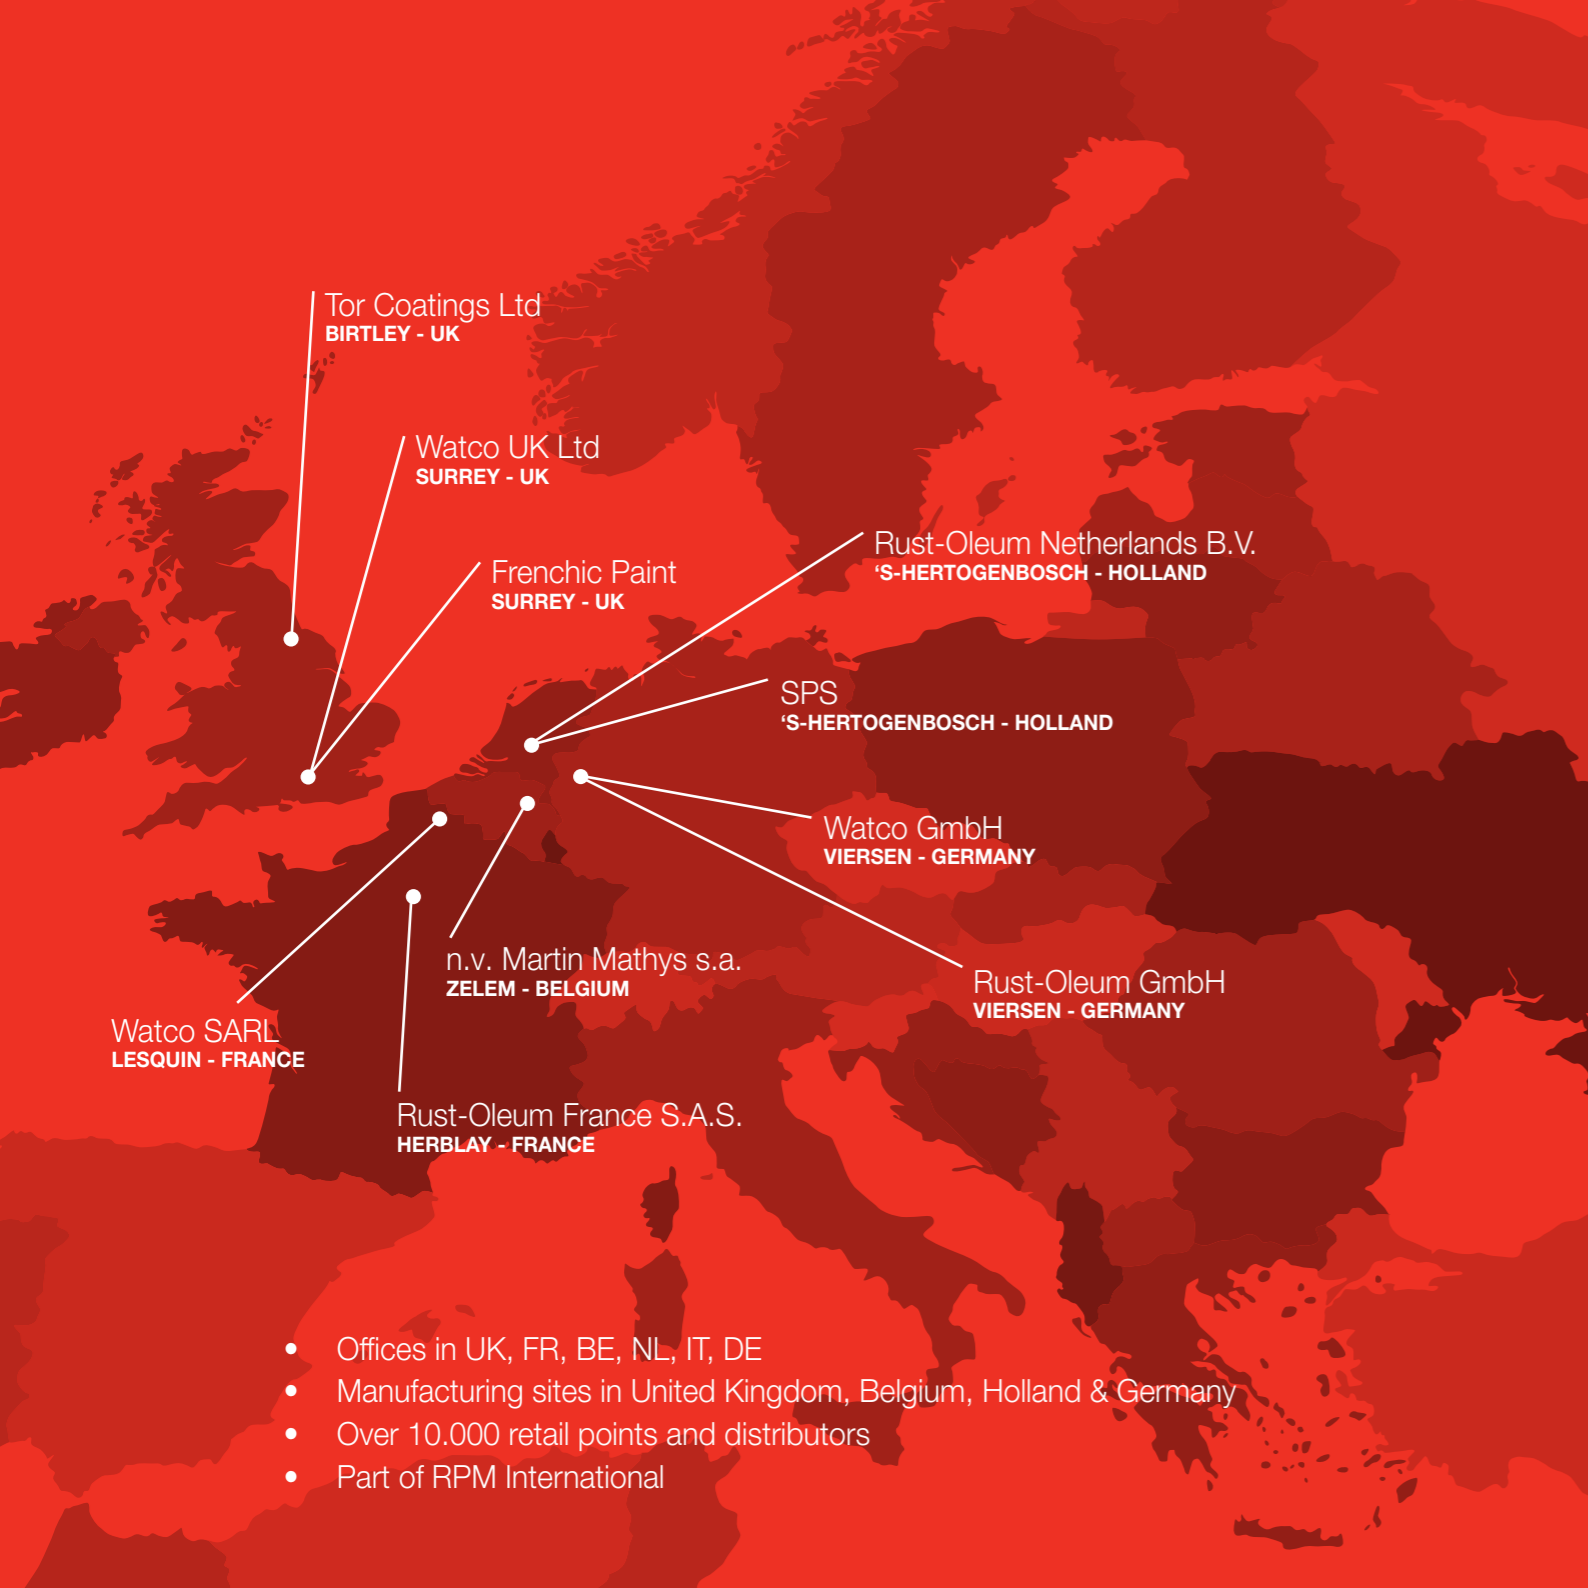 Tor Coatings Ltd
BIRTLEY - UK
Watco UK Ltd
SURREY - UK
Frenchic Paint
SURREY - UK
Rust-Oleum Netherlands B.V.
‘S-HERTOGENBOSCH - HOLLAND
SPS
‘S-HERTOGENBOSCH - HOLLAND
Watco GmbH
VIERSEN - GERMANY
Rust-Oleum GmbH
VIERSEN - GERMANY
n.v. Martin Mathys s.a.
ZELEM - BELGIUM
Watco SARL
LESQUIN - FRANCE
Rust-Oleum France S.A.S.
HERBLAY - FRANCE
• Offices in UK, FR, BE, NL, IT, DE
• Manufacturing sites in United Kingdom, Belgium, Holland & Germany
• Over 10.000 retail points and distributors
• Part of RPM International